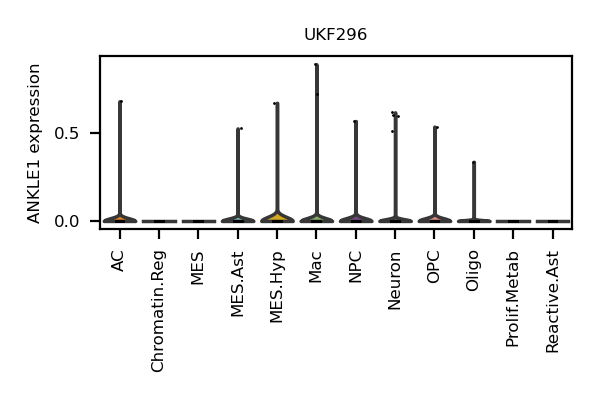 UKF296
ANKLE1 expression
0.5
0.0
AC
Chromatin.Reg
MES
MES.Ast
MES.Hyp
Mac
NPC
Neuron
OPC
Oligo
Prolif.Metab
Reactive.Ast